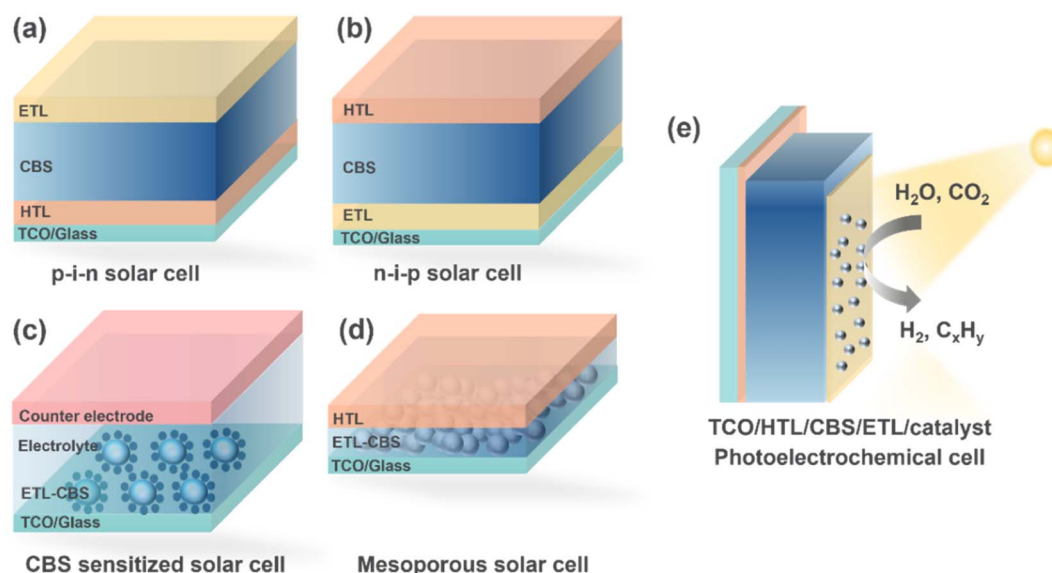 (a)
ETL
CBS
HTL
TCO/Glass
p-i-n solar cell
(b)
HTL
CBS
ETL
TCO/Glass
n-i-p solar cell
(c)
Counter electrode
Electrolyte
ETL-CBS
TCO/Glass
CBS sensitized solar cell
(d)
HTL
ETL-CBS
TCO/Glass
Mesoporous solar cell
(e)
H₂O, CO₂
H₂, CₓHᵧ
TCO/HTL/CBS/ETL/catalyst
Photoelectrochemical cell